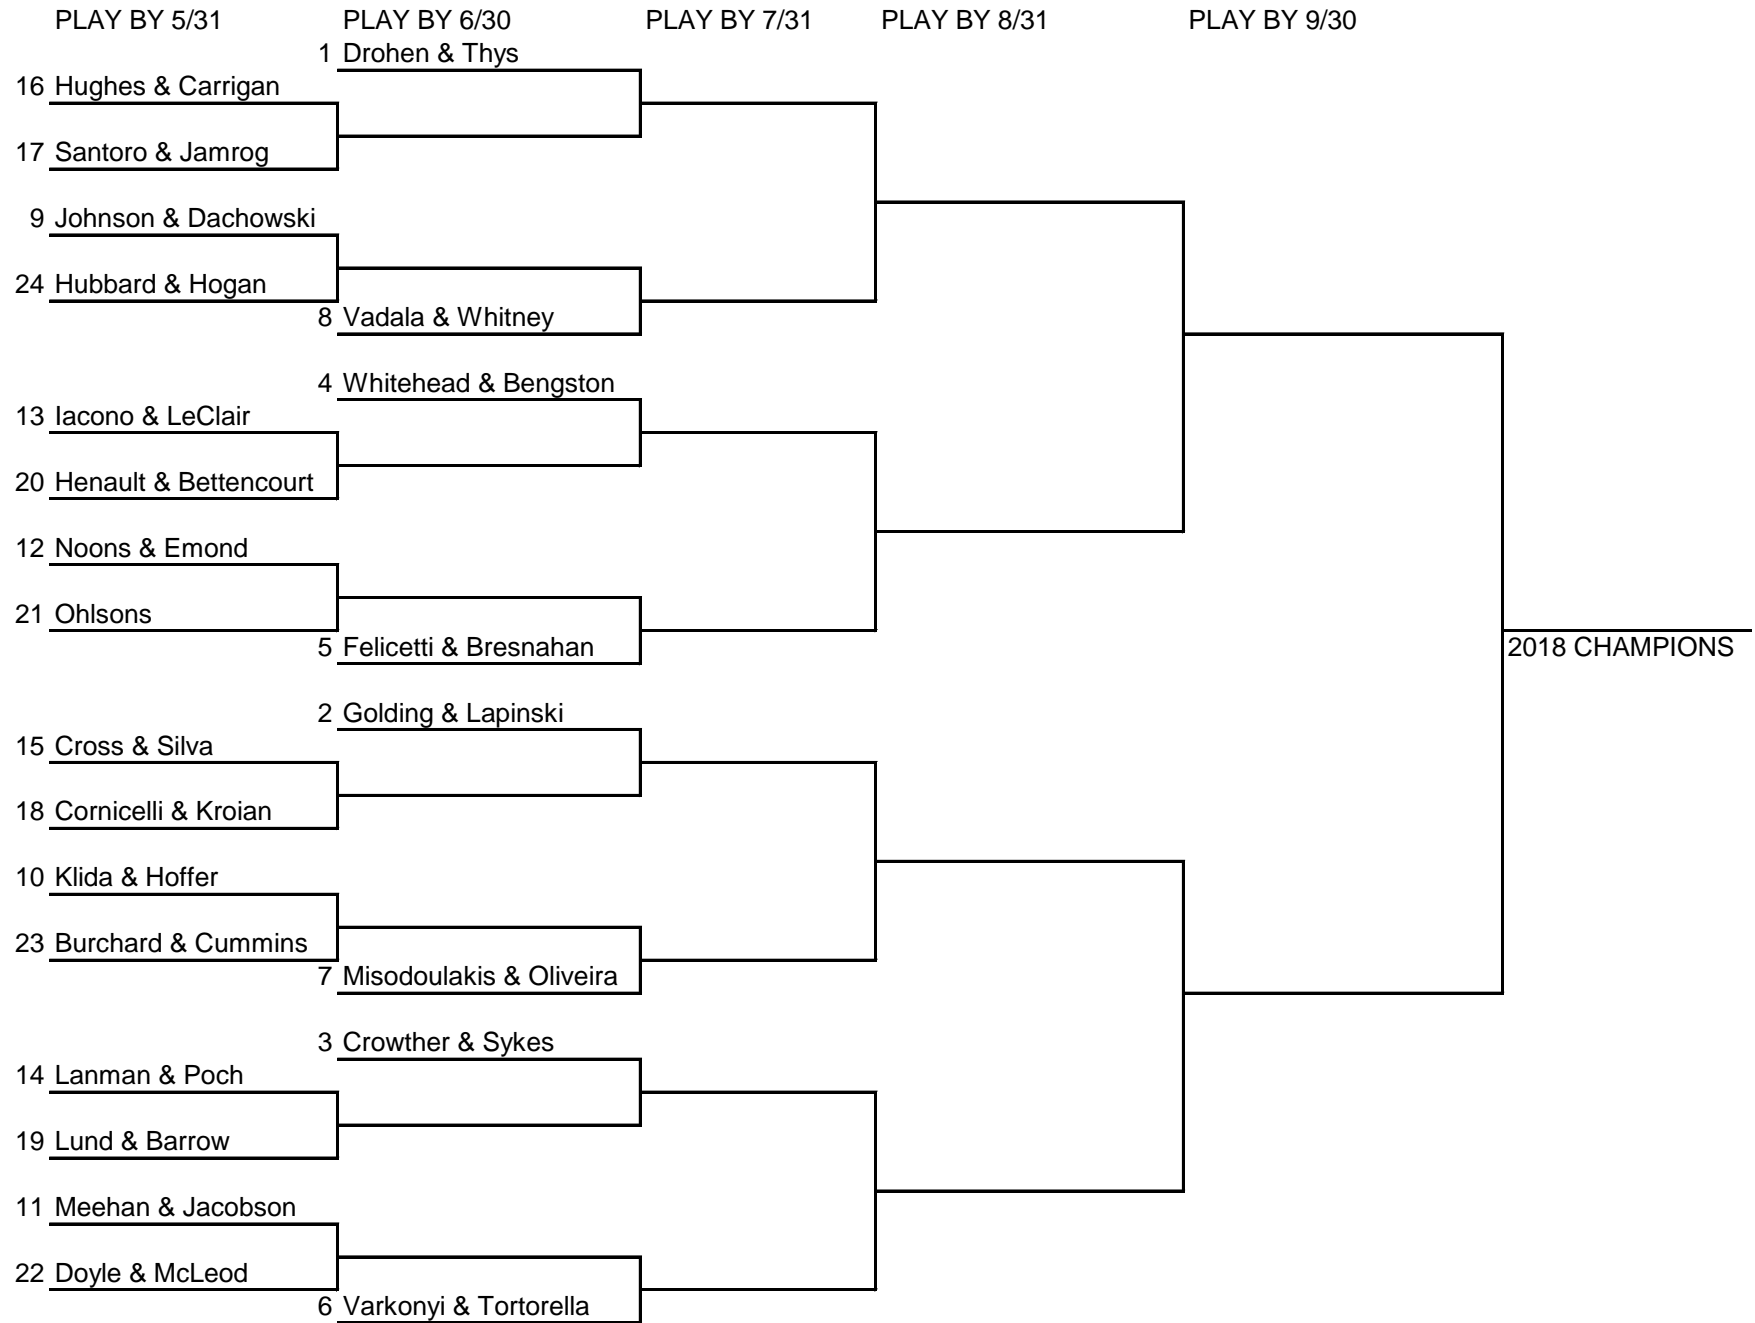 PLAY BY 5/31 PLAY BY 6/30 PLAY BY 7/31 PLAY BY 8/31 PLAY BY 9/30
1 Drohen & Thys
16 Hughes & Carrigan
17 Santoro & Jamrog
9 Johnson & Dachowski
24 Hubbard & Hogan
8 Vadala & Whitney
4 Whitehead & Bengston
13 Iacono & LeClair
20 Henault & Bettencourt
12 Noons & Emond
21 Ohlsons
5 Felicetti & Bresnahan
2018 CHAMPIONS
2 Golding & Lapinski
15 Cross & Silva
18 Cornicelli & Kroian
10 Klida & Hoffer
23 Burchard & Cummins
7 Misodoulakis & Oliveira
3 Crowther & Sykes
14 Lanman & Poch
19 Lund & Barrow
11 Meehan & Jacobson
22 Doyle & McLeod
6 Varkonyi & Tortorella